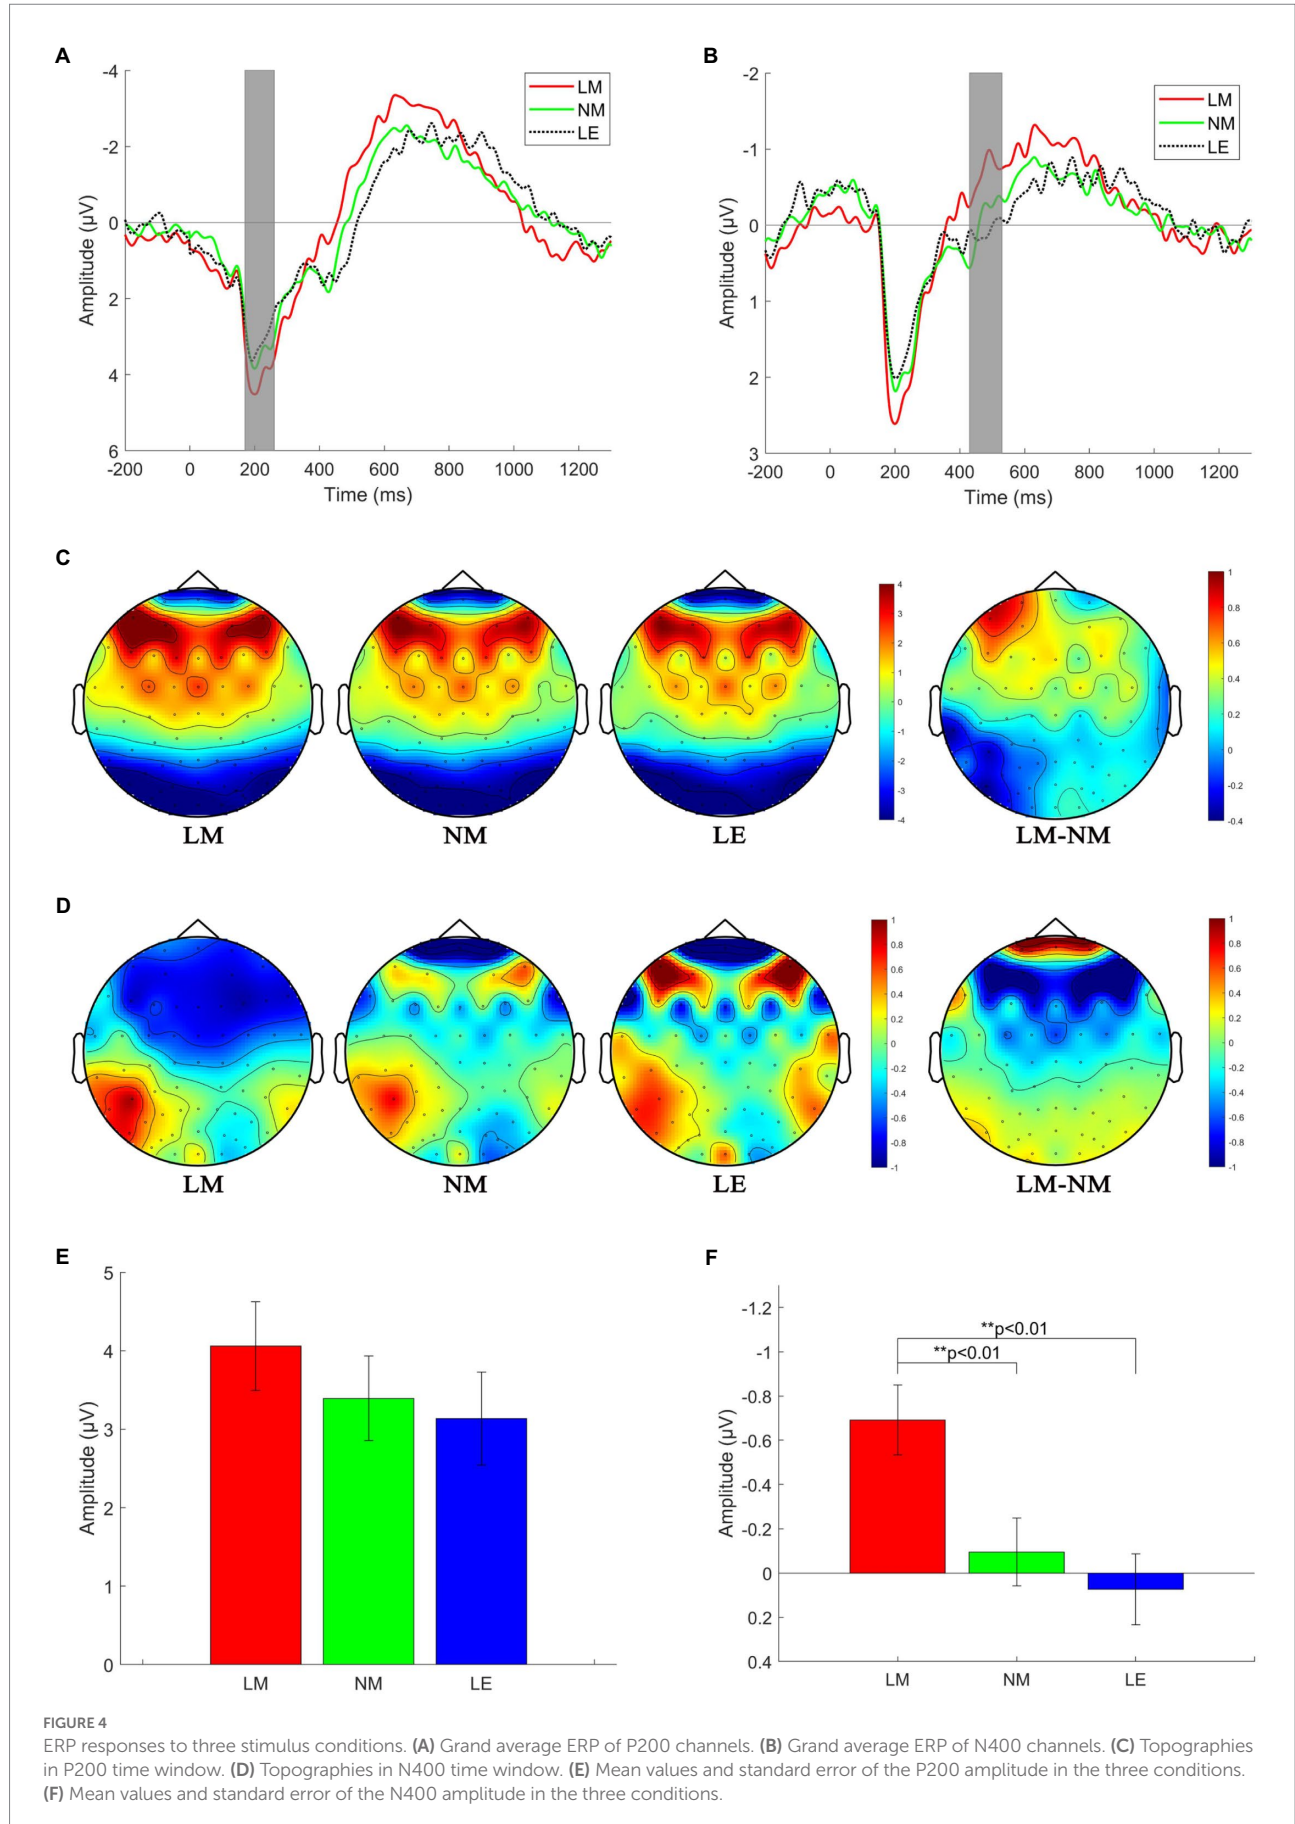 A
-4
-2
0
2
4
6
Amplitude (µV)
-200 0 200 400 600 800 1000 1200
Time (ms)
LM
NM
LE
B
-2
-1
0
1
2
3
Amplitude (µV)
-200 0 200 400 600 800 1000 1200
Time (ms)
LM
NM
LE
C
LM
NM
LE
4
3
2
1
0
-1
-2
-3
-4
LM-NM
1
0.8
0.6
0.4
0.2
0
-0.2
-0.4
D
LM
NM
LE
1
0.8
0.6
0.4
0.2
0
-0.2
-0.4
-0.6
-0.8
-1
LM-NM
1
0.8
0.6
0.4
0.2
0
-0.2
-0.4
-0.6
-0.8
-1
E
5
4
3
2
1
0
Amplitude (µV)
LM NM LE
F
-1.2
-1
-0.8
-0.6
-0.4
-0.2
0
0.2
0.4
Amplitude (µV)
**p<0.01
**p<0.01
LM NM LE
FIGURE 4
ERP responses to three stimulus conditions. (A) Grand average ERP of P200 channels. (B) Grand average ERP of N400 channels. (C) Topographies
in P200 time window. (D) Topographies in N400 time window. (E) Mean values and standard error of the P200 amplitude in the three conditions.
(F) Mean values and standard error of the N400 amplitude in the three conditions.